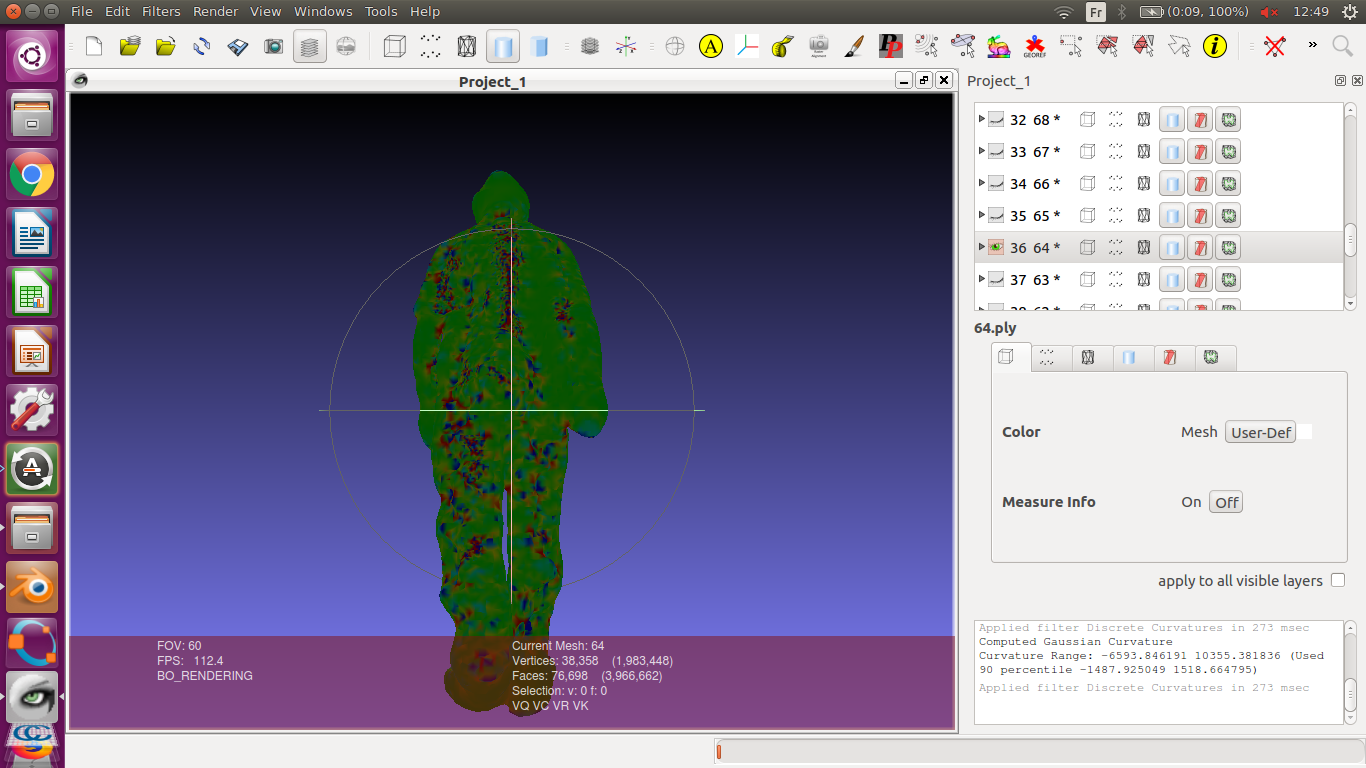 File Edit Filters Render View Windows Tools Help
Fr
(0:09, 100%)
12:49
A
PP
GEOREF
i
»
Project_1
Project_1
32 68 *
33 67 *
34 66 *
35 65 *
36 64 *
37 63 *
64.ply
Color Mesh User-Def
Measure Info On Off
apply to all visible layers
Applied filter Discrete Curvatures in 273 msec
Computed Gaussian Curvature
Curvature Range: -6593.846191 10355.381836 (Used
90 percentile -1487.925049 1518.664795)
Applied filter Discrete Curvatures in 273 msec
FOV: 60
FPS: 112.4
BO_RENDERING
Current Mesh: 64
Vertices: 38,358 (1,983,448)
Faces: 76,698 (3,966,662)
Selection: v: 0 f: 0
VQ VC VR VK